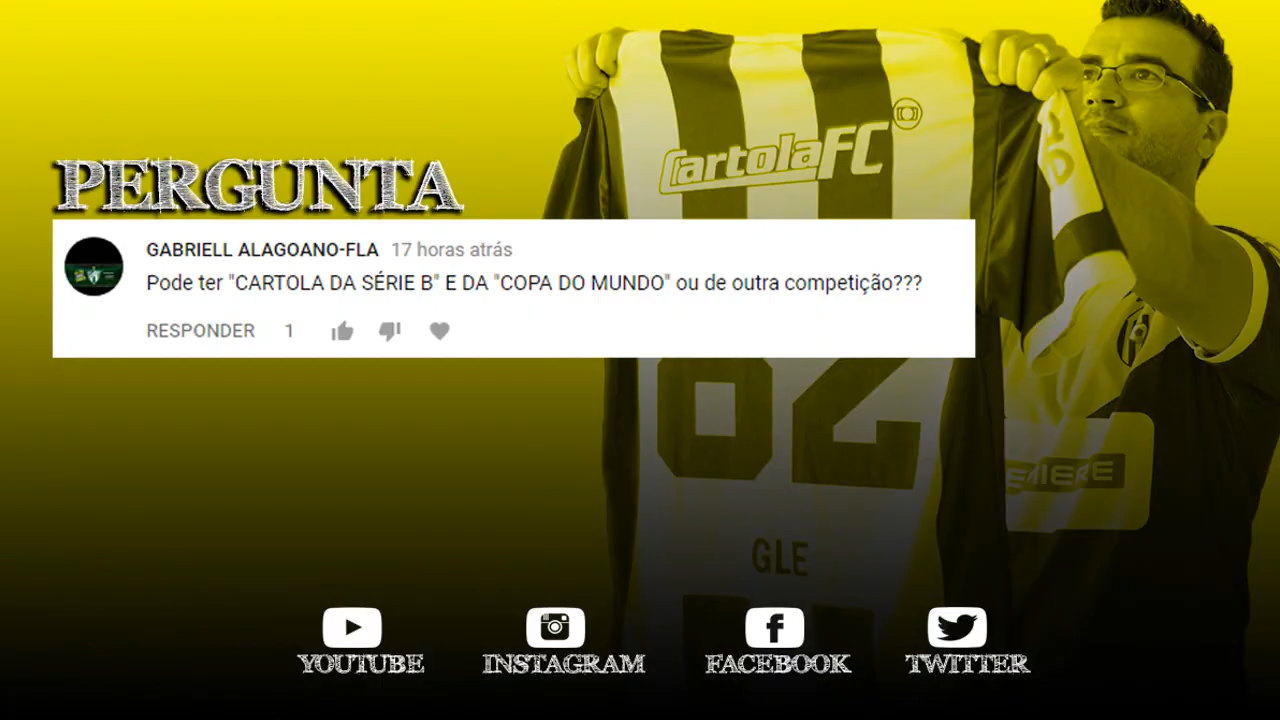 CartolaFC
PERGUNTA
GABRIELL ALAGOANO-FLA 17 horas atrás
Pode ter "CARTOLA DA SÉRIE B" E DA "COPA DO MUNDO" ou de outra competição???
RESPONDER 1
82
EMIERE
GLE
YOUTUBE INSTAGRAM FACEBOOK TWITTER